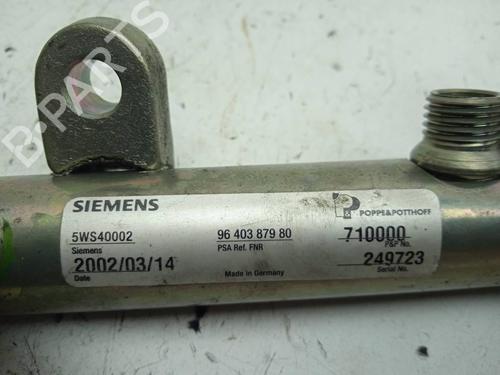 B-PARTS
SIEMENS
P&P POPPE&POTTHOFF
5WS40002 96 403 879 80 710000
Siemens PSA Ref. FNR P&P No.
2002/03/14 249723
Date Made in Germany Serial No.